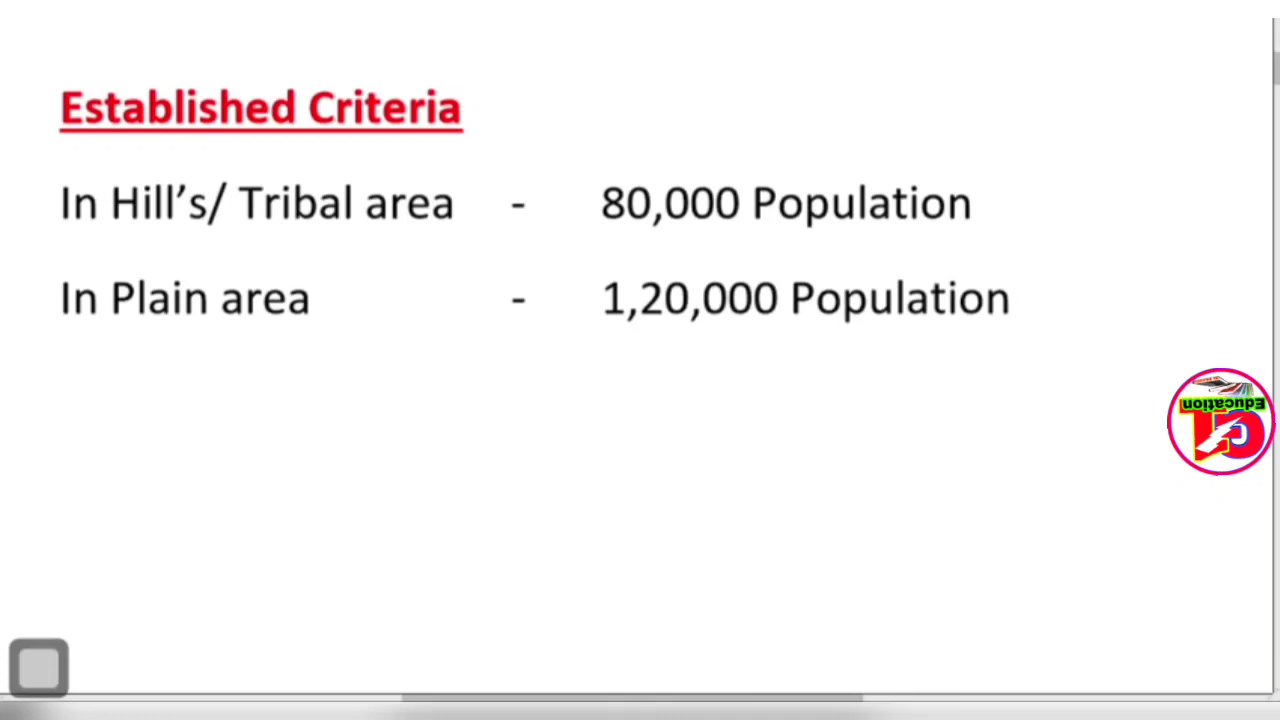 Established Criteria
In Hill’s/ Tribal area - 80,000 Population
In Plain area - 1,20,000 Population
Education